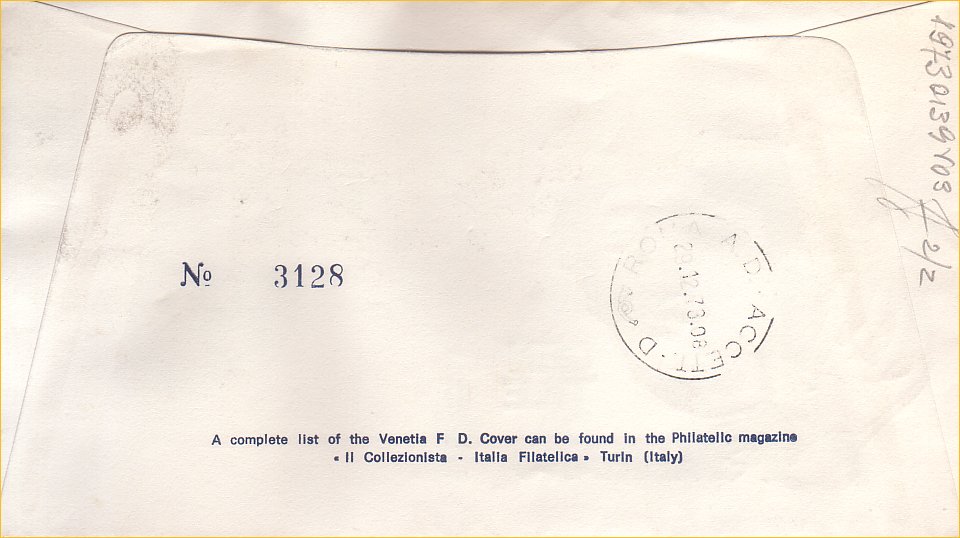 No 3128
ROMA A.D. ACCETT. D
29.12.73.08
A complete list of the Venetia F D. Cover can be found in the Philatelic magazine
« Il Collezionista - Italia Filatelica » Turin (Italy)
2/2